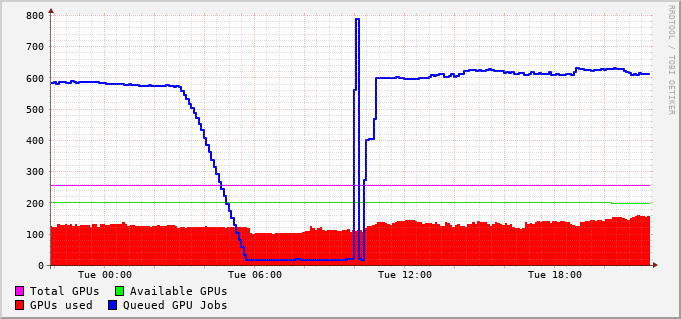 800
700
600
500
400
300
200
100
0
Tue 00:00 Tue 06:00 Tue 12:00 Tue 18:00
Total GPUs Available GPUs
GPUs used Queued GPU Jobs
RRDTOOL / TOBI OETIKER